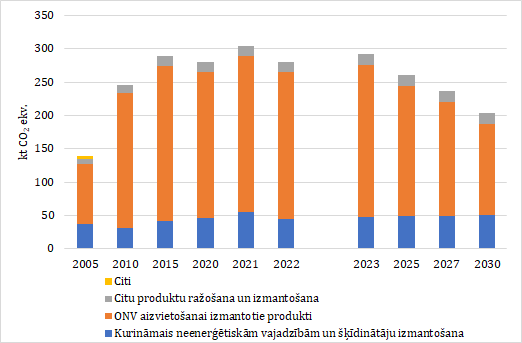 350
300
250
200
150
100
50
0
kt CO₂ ekv.
2005 2010 2015 2020 2021 2022 2023 2025 2027 2030
Citi
Citu produktu ražošana un izmantošana
ONV aizvietošanai izmantotie produkti
Kurināmais neenerģētiskām vajadzībām un šķīdinātāju izmantošana